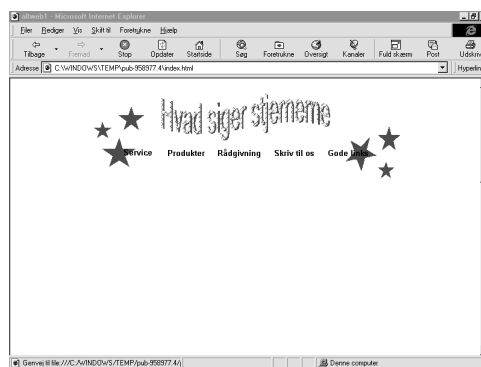 altweb1 - Microsoft Internet Explorer
Filer Rediger Vis Skift til Foretrukne Hjælp
Tilbage Fremad Stop Opdater Startside Søg Foretrukne Oversigt Kanaler Fuld skærm Post Udskriv
Adresse C:\WINDOWS\TEMP\pub-958977.4\index.html Hyperlin
Hvad siger stjernerne
Service Produkter Rådgivning Skriv til os Gode links
Genvej til file:///C:/WINDOWS/TEMP/pub-958977.4/ Denne computer